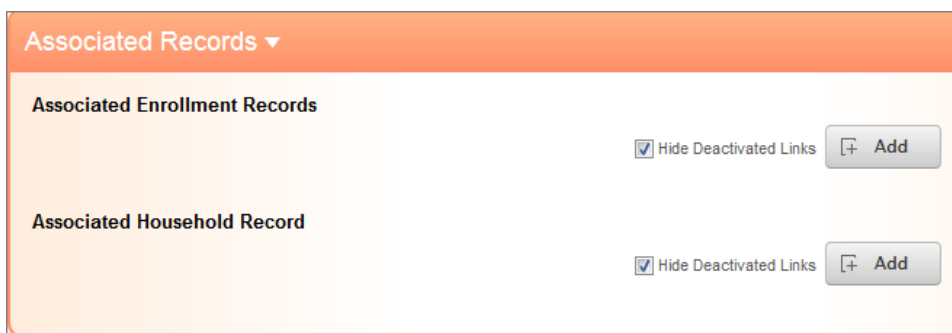 Associated Records
Associated Enrollment Records
Hide Deactivated Links Add
Associated Household Record
Hide Deactivated Links Add